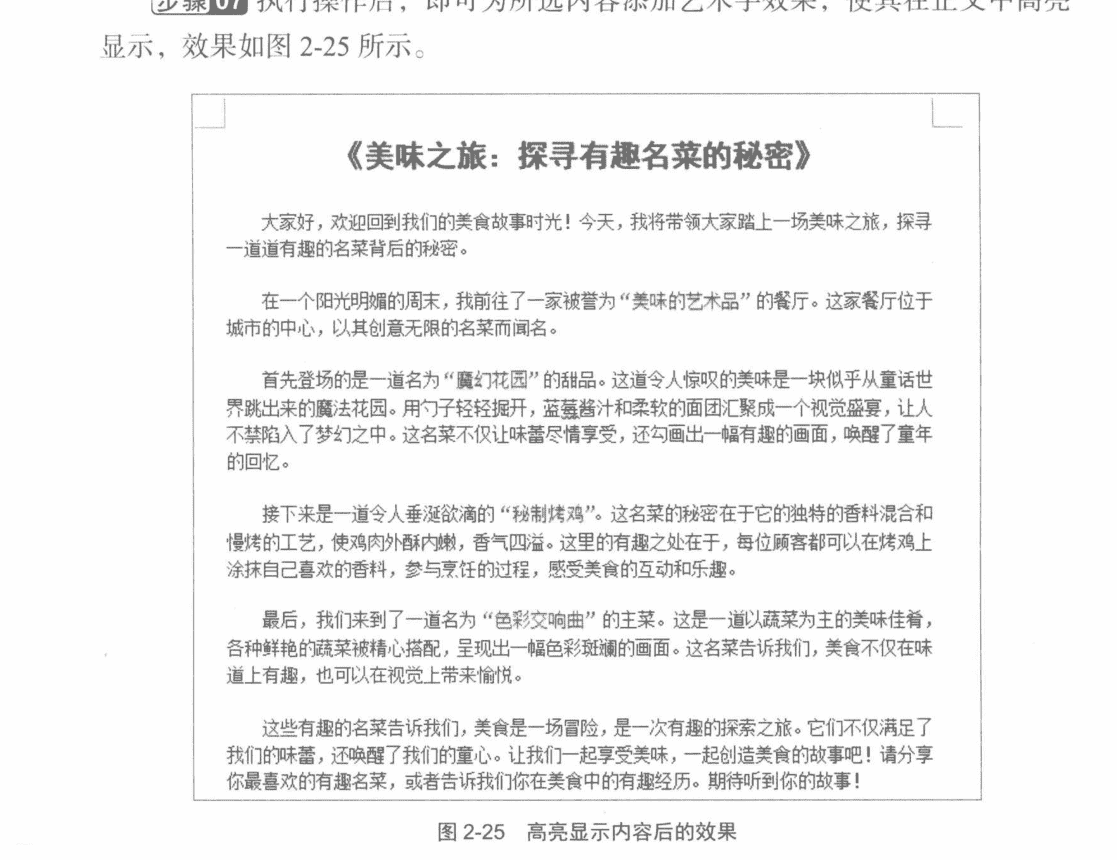 步骤07 执行操作后，即可为所选内容添加艺术字效果，使其在正文中高亮
显示，效果如图 2-25 所示。
《美味之旅：探寻有趣名菜的秘密》
大家好，欢迎回到我们的美食故事时光！今天，我将带领大家踏上一场美味之旅，探寻
一道道有趣的名菜背后的秘密。
在一个阳光明媚的周末，我前往了一家被誉为“美味的艺术品”的餐厅。这家餐厅位于
城市的中心，以其创意无限的名菜而闻名。
首先登场的是一道名为“魔幻花园”的甜品。这道令人惊叹的美味是一块似乎从童话世
界跳出来的魔法花园。用勺子轻轻掘开，蓝莓酱汁和柔软的面团汇聚成一个视觉盛宴，让人
不禁陷入了梦幻之中。这名菜不仅让味蕾尽情享受，还勾画出一幅有趣的画面，唤醒了童年
的回忆。
接下来是一道令人垂涎欲滴的“秘制烤鸡”。这名菜的秘密在于它的独特的香料混合和
慢烤的工艺，使鸡肉外酥内嫩，香气四溢。这里的有趣之处在于，每位顾客都可以在烤鸡上
涂抹自己喜欢的香料，参与烹饪的过程，感受美食的互动和乐趣。
最后，我们来到了一道名为“色彩交响曲”的主菜。这是一道以蔬菜为主的美味佳肴，
各种鲜艳的蔬菜被精心搭配，呈现出一幅色彩斑斓的画面。这名菜告诉我们，美食不仅在味
道上有趣，也可以在视觉上带来愉悦。
这些有趣的名菜告诉我们，美食是一场冒险，是一次有趣的探索之旅。它们不仅满足了
我们的味蕾，还唤醒了我们的童心。让我们一起享受美味，一起创造美食的故事吧！请分享
你最喜欢的有趣名菜，或者告诉我们你在美食中的有趣经历。期待听到你的故事！
图 2-25 高亮显示内容后的效果